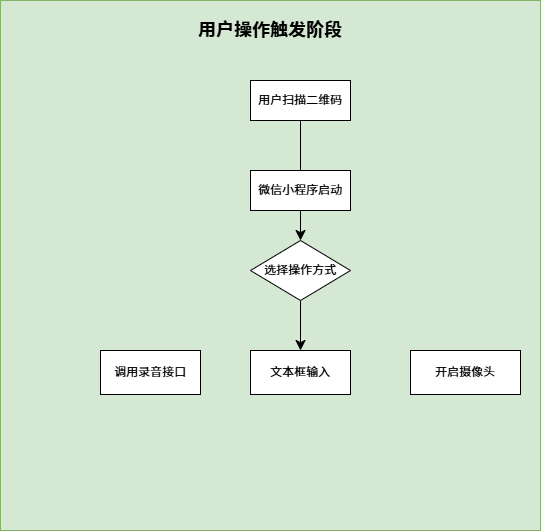 用户操作触发阶段
用户扫描二维码
微信小程序启动
选择操作方式
调用录音接口
文本框输入
开启摄像头